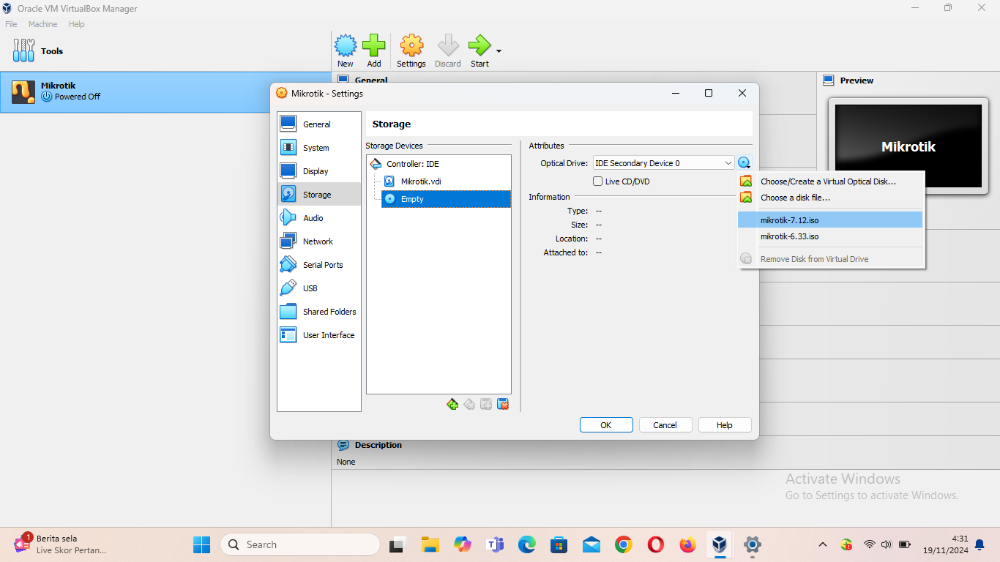 Oracle VM VirtualBox Manager
File Machine Help
Tools
New Add Settings Discard Start
Mikrotik
Powered Off
General
Preview
Mikrotik
Mikrotik - Settings
General
System
Display
Storage
Audio
Network
Serial Ports
USB
Shared Folders
User Interface
Storage
Storage Devices
Controller: IDE
Mikrotik.vdi
Empty
Attributes
Optical Drive: IDE Secondary Device 0
Live CD/DVD
Information
Type: --
Size: --
Location: --
Attached to: --
Choose/Create a Virtual Optical Disk...
Choose a disk file...
mikrotik-7.12.iso
mikrotik-6.33.iso
Remove Disk from Virtual Drive
OK Cancel Help
Description
None
Activate Windows
Go to Settings to activate Windows.
1
Berita sela
Live Skor Pertan...
Search
4:31
19/11/2024